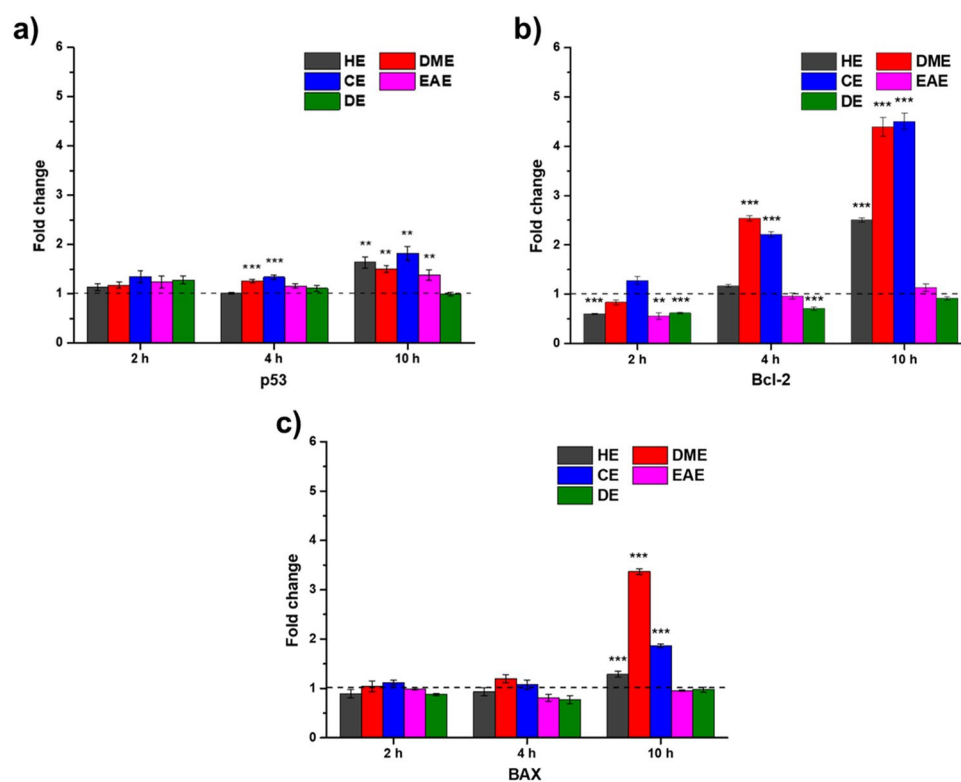 a)
HE DME
CE EAE
DE
Fold change
6
5
4
3
2
1
0
*** ***
** ** ** **
2 h 4 h 10 h
p53
b)
HE DME
CE EAE
DE
Fold change
6
5
4
3
2
1
0
*** ** ***
*** *** ***
*** *** ***
2 h 4 h 10 h
Bcl-2
c)
HE DME
CE EAE
DE
Fold change
6
5
4
3
2
1
0
*** *** ***
2 h 4 h 10 h
BAX